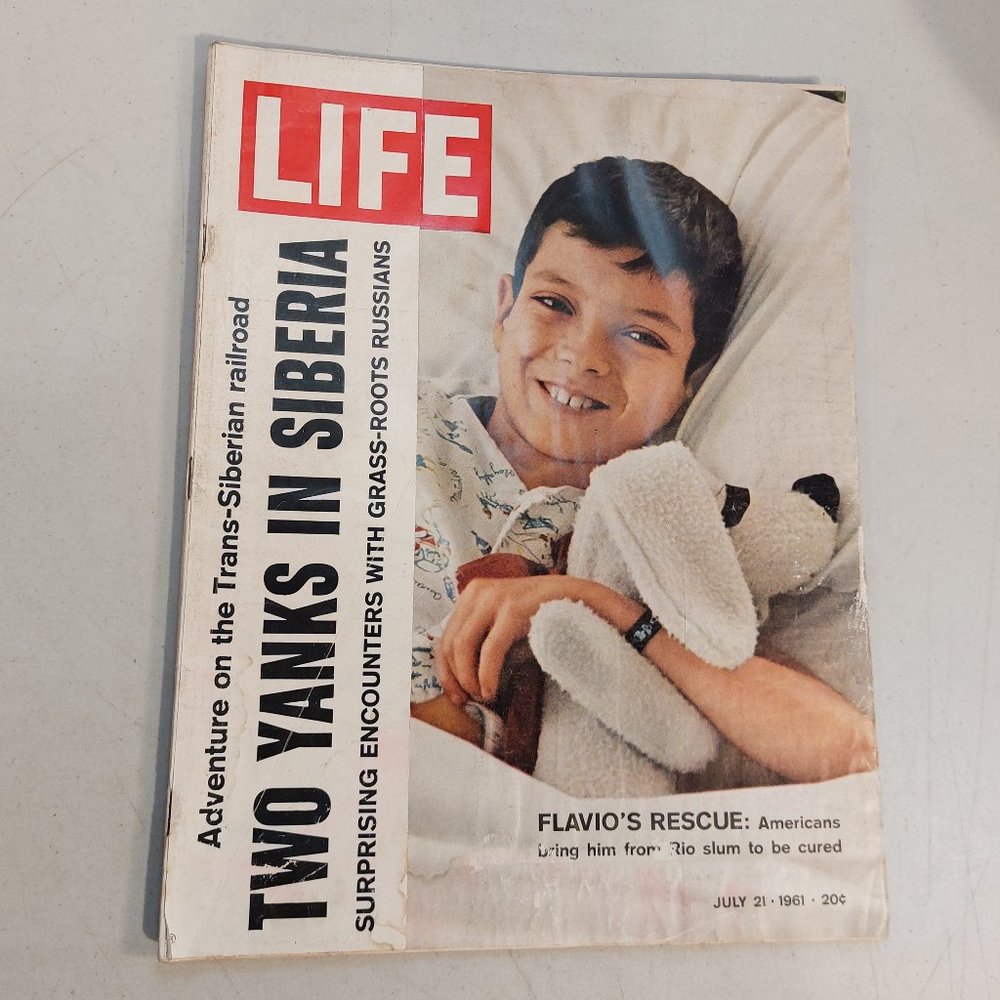 LIFE
Adventure on the Trans-Siberian railroad
TWO YANKS IN SIBERIA
SURPRISING ENCOUNTERS WITH GRASS-ROOTS RUSSIANS
FLAVIO'S RESCUE: Americans
bring him from Rio slum to be cured
JULY 21 · 1961 · 20¢